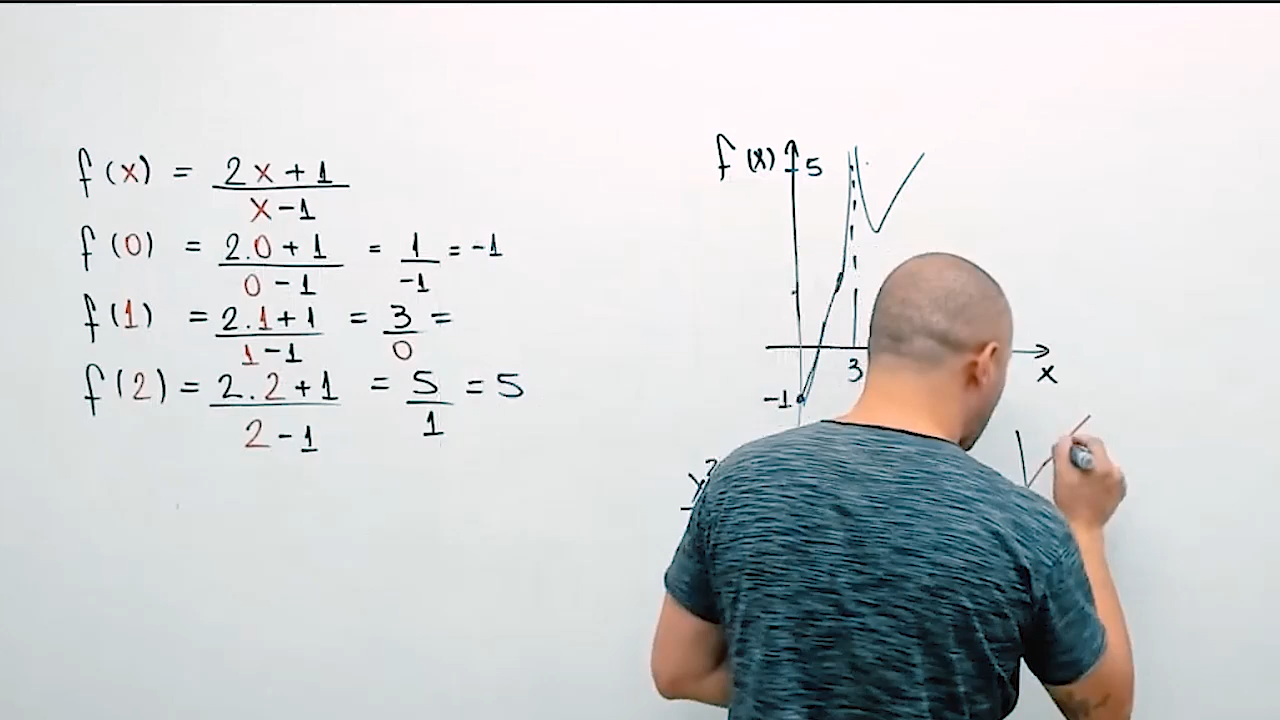 f(x) = (2x+1)/(x-1)
f(0) = (2.0+1)/(0-1) = 1/-1 = -1
f(1) = (2.1+1)/(1-1) = 3/0 =
f(2) = (2.2+1)/(2-1) = 5/1 = 5
f(x) 5
3
x
-1